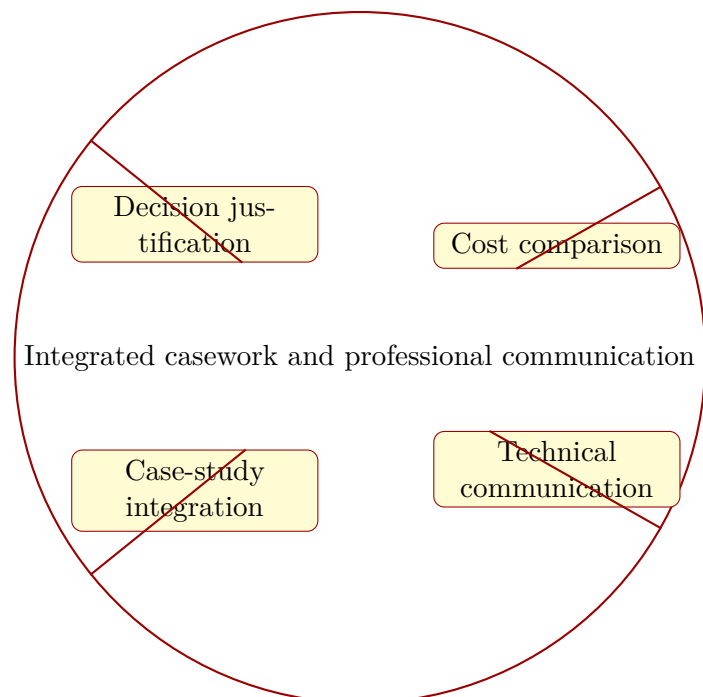 Decision jus-
tification
Cost comparison
Integrated casework and professional communication
Case-study
integration
Technical
communication